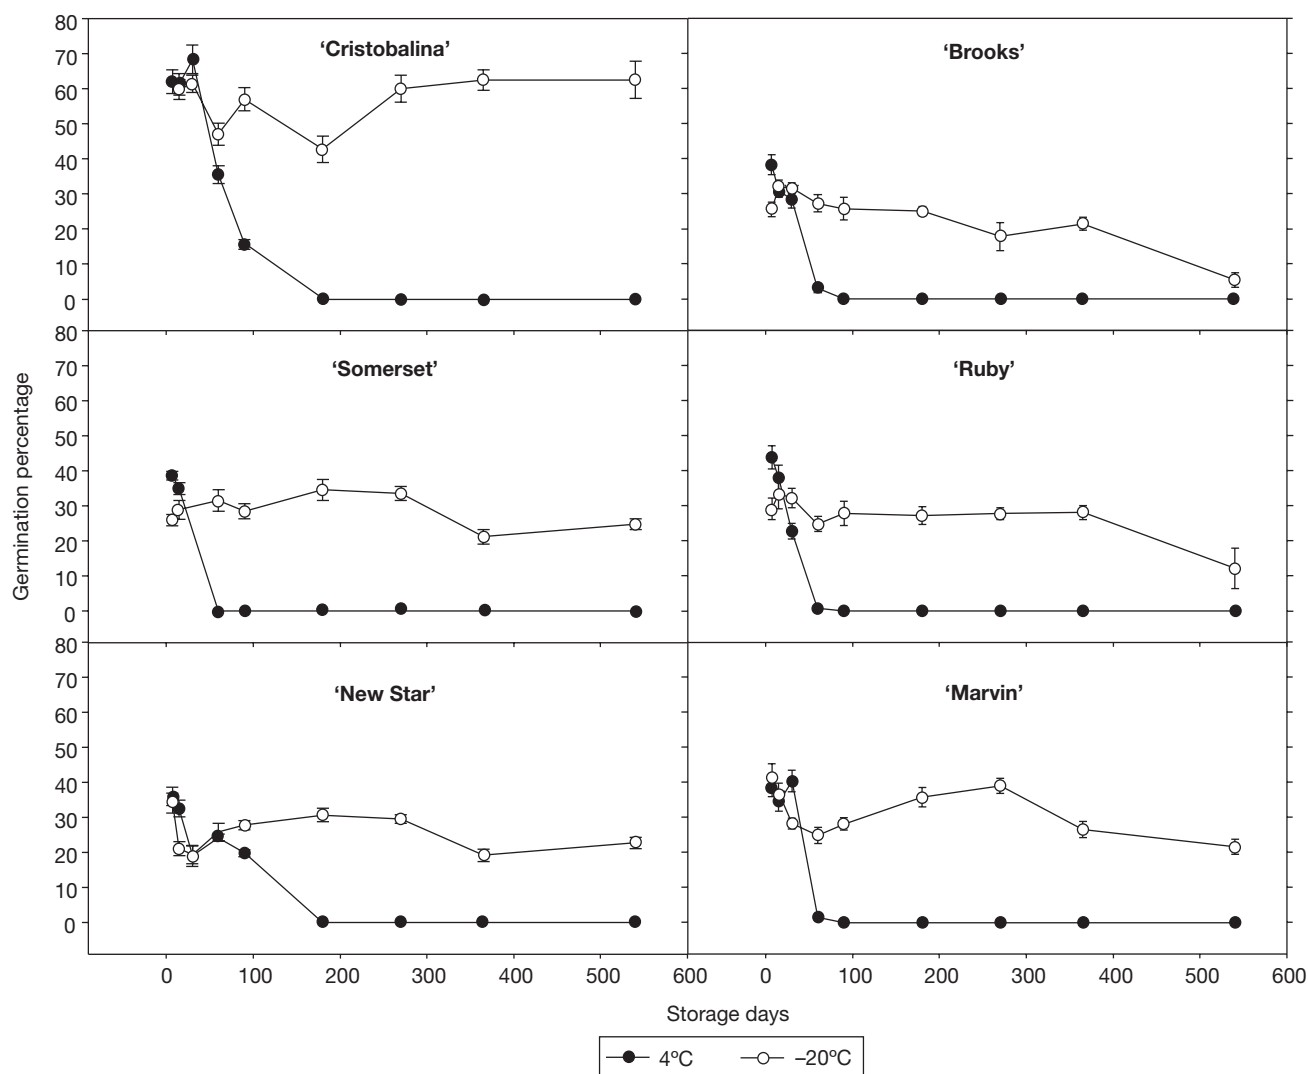 ‘Cristobalina’
‘Brooks’
80
70
60
50
40
30
20
10
0
‘Somerset’
‘Ruby’
80
70
60
50
40
30
20
10
0
‘New Star’
‘Marvin’
80
70
60
50
40
30
20
10
0
Germination percentage
0 100 200 300 400 500 600 0 100 200 300 400 500 600
Storage days
4ºC –20ºC